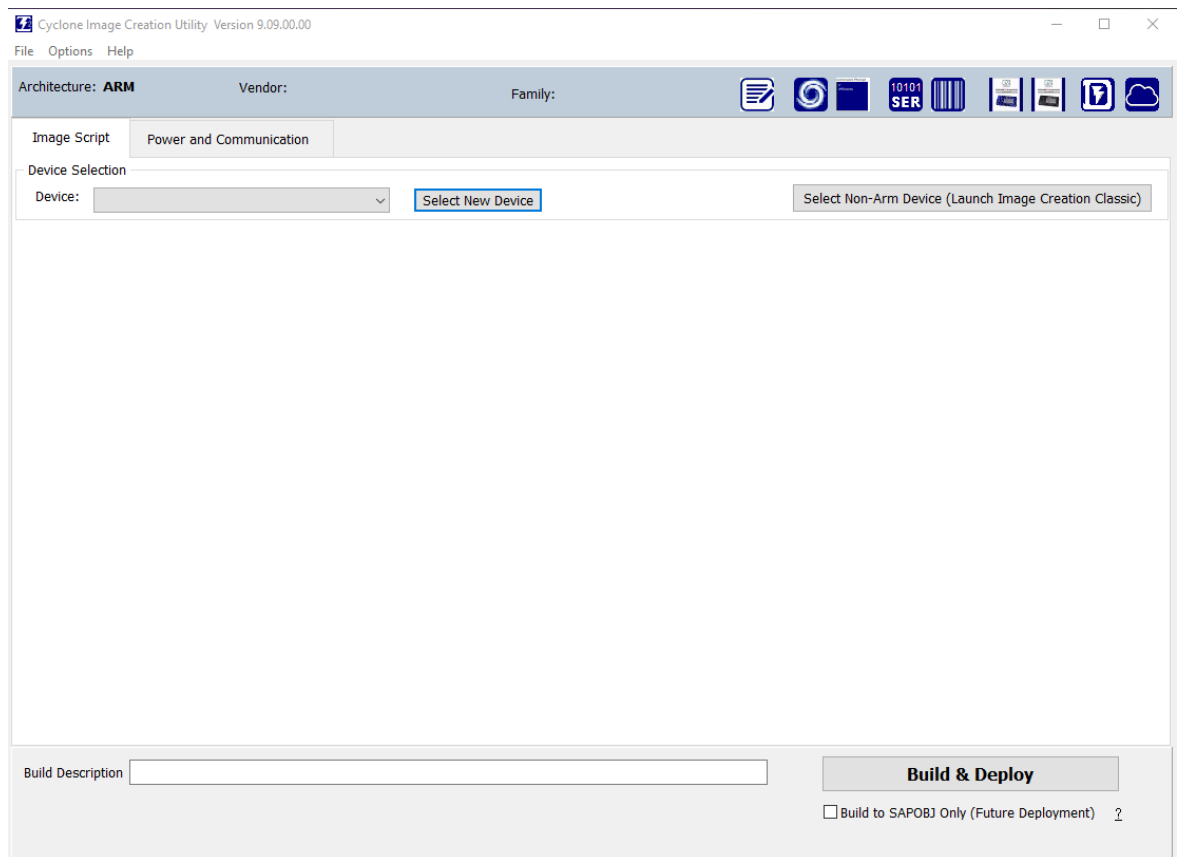 Cyclone Image Creation Utility Version 9.09.00.00
File Options Help
Architecture: ARM Vendor: Family:
10101
SER
Image Script Power and Communication
Device Selection
Device: Select New Device Select Non-Arm Device (Launch Image Creation Classic)
Build Description Build & Deploy
Build to SAPOBJ Only (Future Deployment) ?